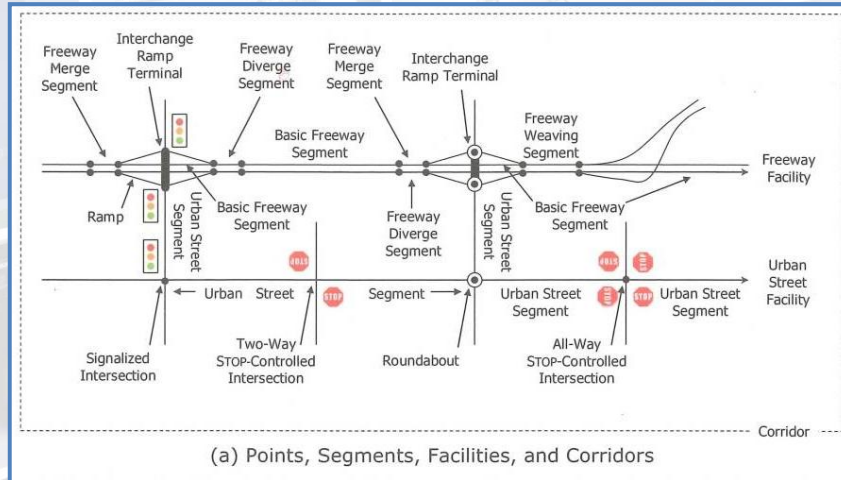 Freeway
Merge
Segment
Interchange
Ramp
Terminal
Freeway
Diverge
Segment
Freeway
Merge
Segment
Interchange
Ramp Terminal
Freeway
Weaving
Segment
Basic Freeway
Segment
Freeway
Facility
Ramp
Urban Street
Segment
Basic Freeway
Segment
Freeway
Diverge
Segment
Urban Street
Segment
Basic Freeway
Segment
STOP
STOP
STOP
STOP
STOP
STOP
Urban Street
Segment
Urban Street
Segment
Urban Street
Segment
Urban
Street
Facility
Signalized
Intersection
Two-Way
STOP-Controlled
Intersection
Roundabout
All-Way
STOP-Controlled
Intersection
Corridor
(a) Points, Segments, Facilities, and Corridors